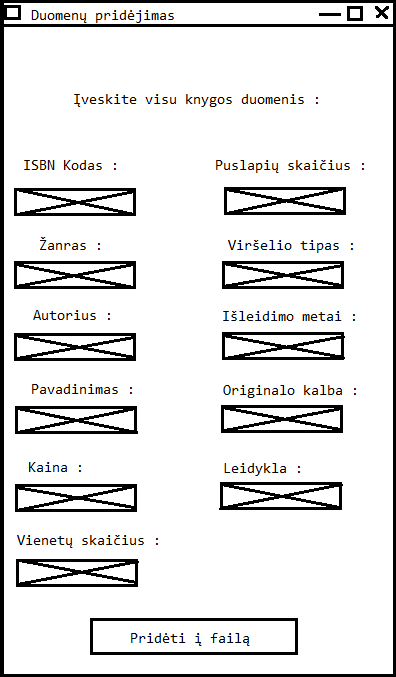 Duomenų pridėjimas
Įveskite visu knygos duomenis :
ISBN Kodas :
Puslapių skaičius :
Žanras :
Viršelio tipas :
Autorius :
Išleidimo metai :
Pavadinimas :
Originalo kalba :
Kaina :
Leidykla :
Vienetų skaičius :
Pridėti į failą